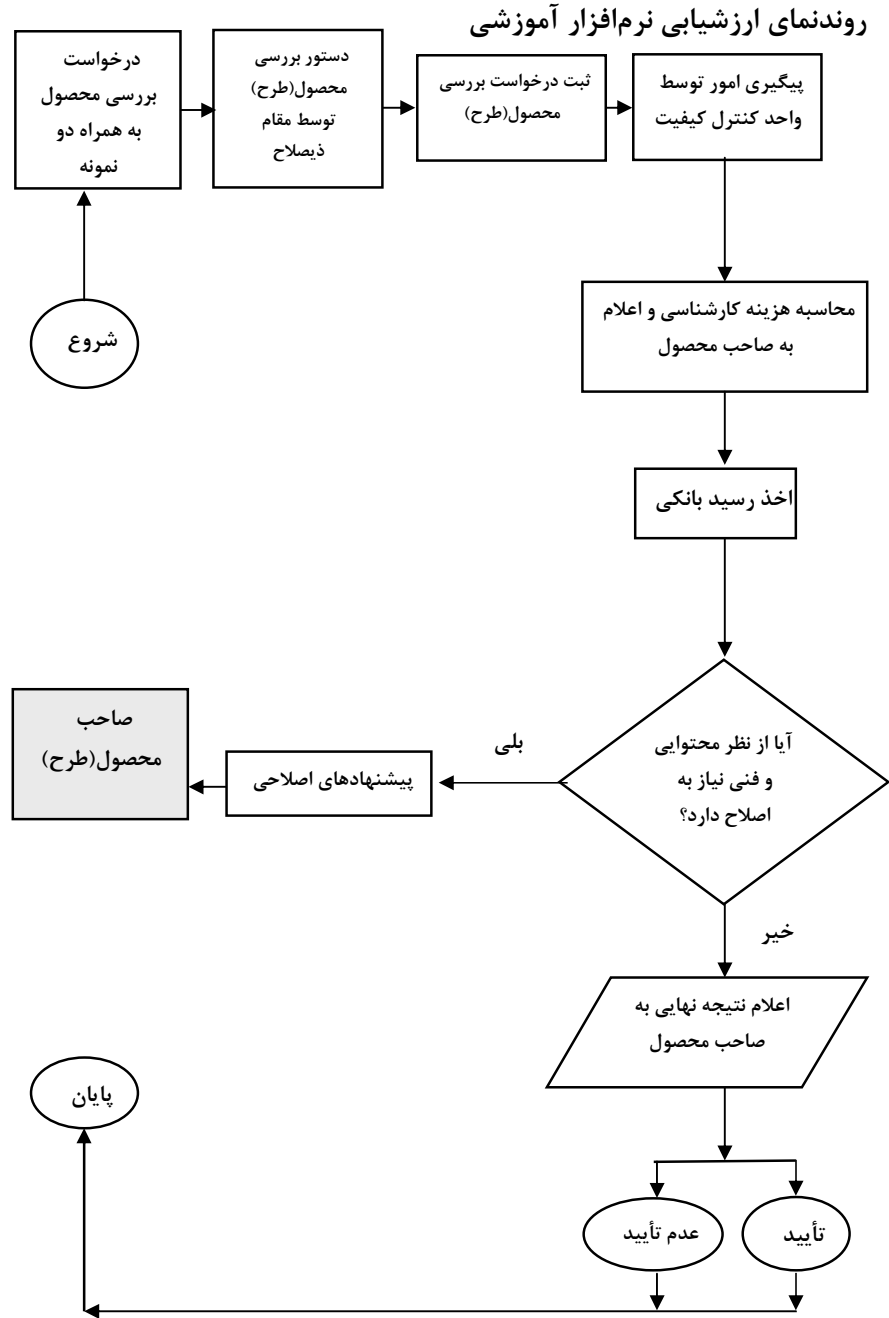 روندنمای ارزشیابی نرم‌افزار آموزشی
درخواست
بررسی محصول
به همراه دو
نمونه
دستور بررسی
محصول(طرح)
توسط مقام
ذیصلاح
ثبت درخواست بررسی
محصول(طرح)
پیگیری امور توسط
واحد کنترل کیفیت
شروع
محاسبه هزینه کارشناسی و اعلام
به صاحب محصول
اخذ رسید بانکی
آیا از نظر محتوایی
و فنی نیاز به
اصلاح دارد؟
بلی
پیشنهادهای اصلاحی
صاحب
محصول(طرح)
خیر
اعلام نتیجه نهایی به
صاحب محصول
تأیید
عدم تأیید
پایان